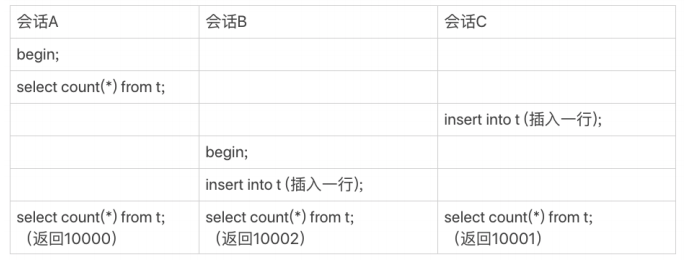 会话A 会话B 会话C
begin;
select count(*) from t;
insert into t (插入一行);
begin;
insert into t (插入一行);
select count(*) from t; select count(*) from t; select count(*) from t;
（返回10000） （返回10002） （返回10001）